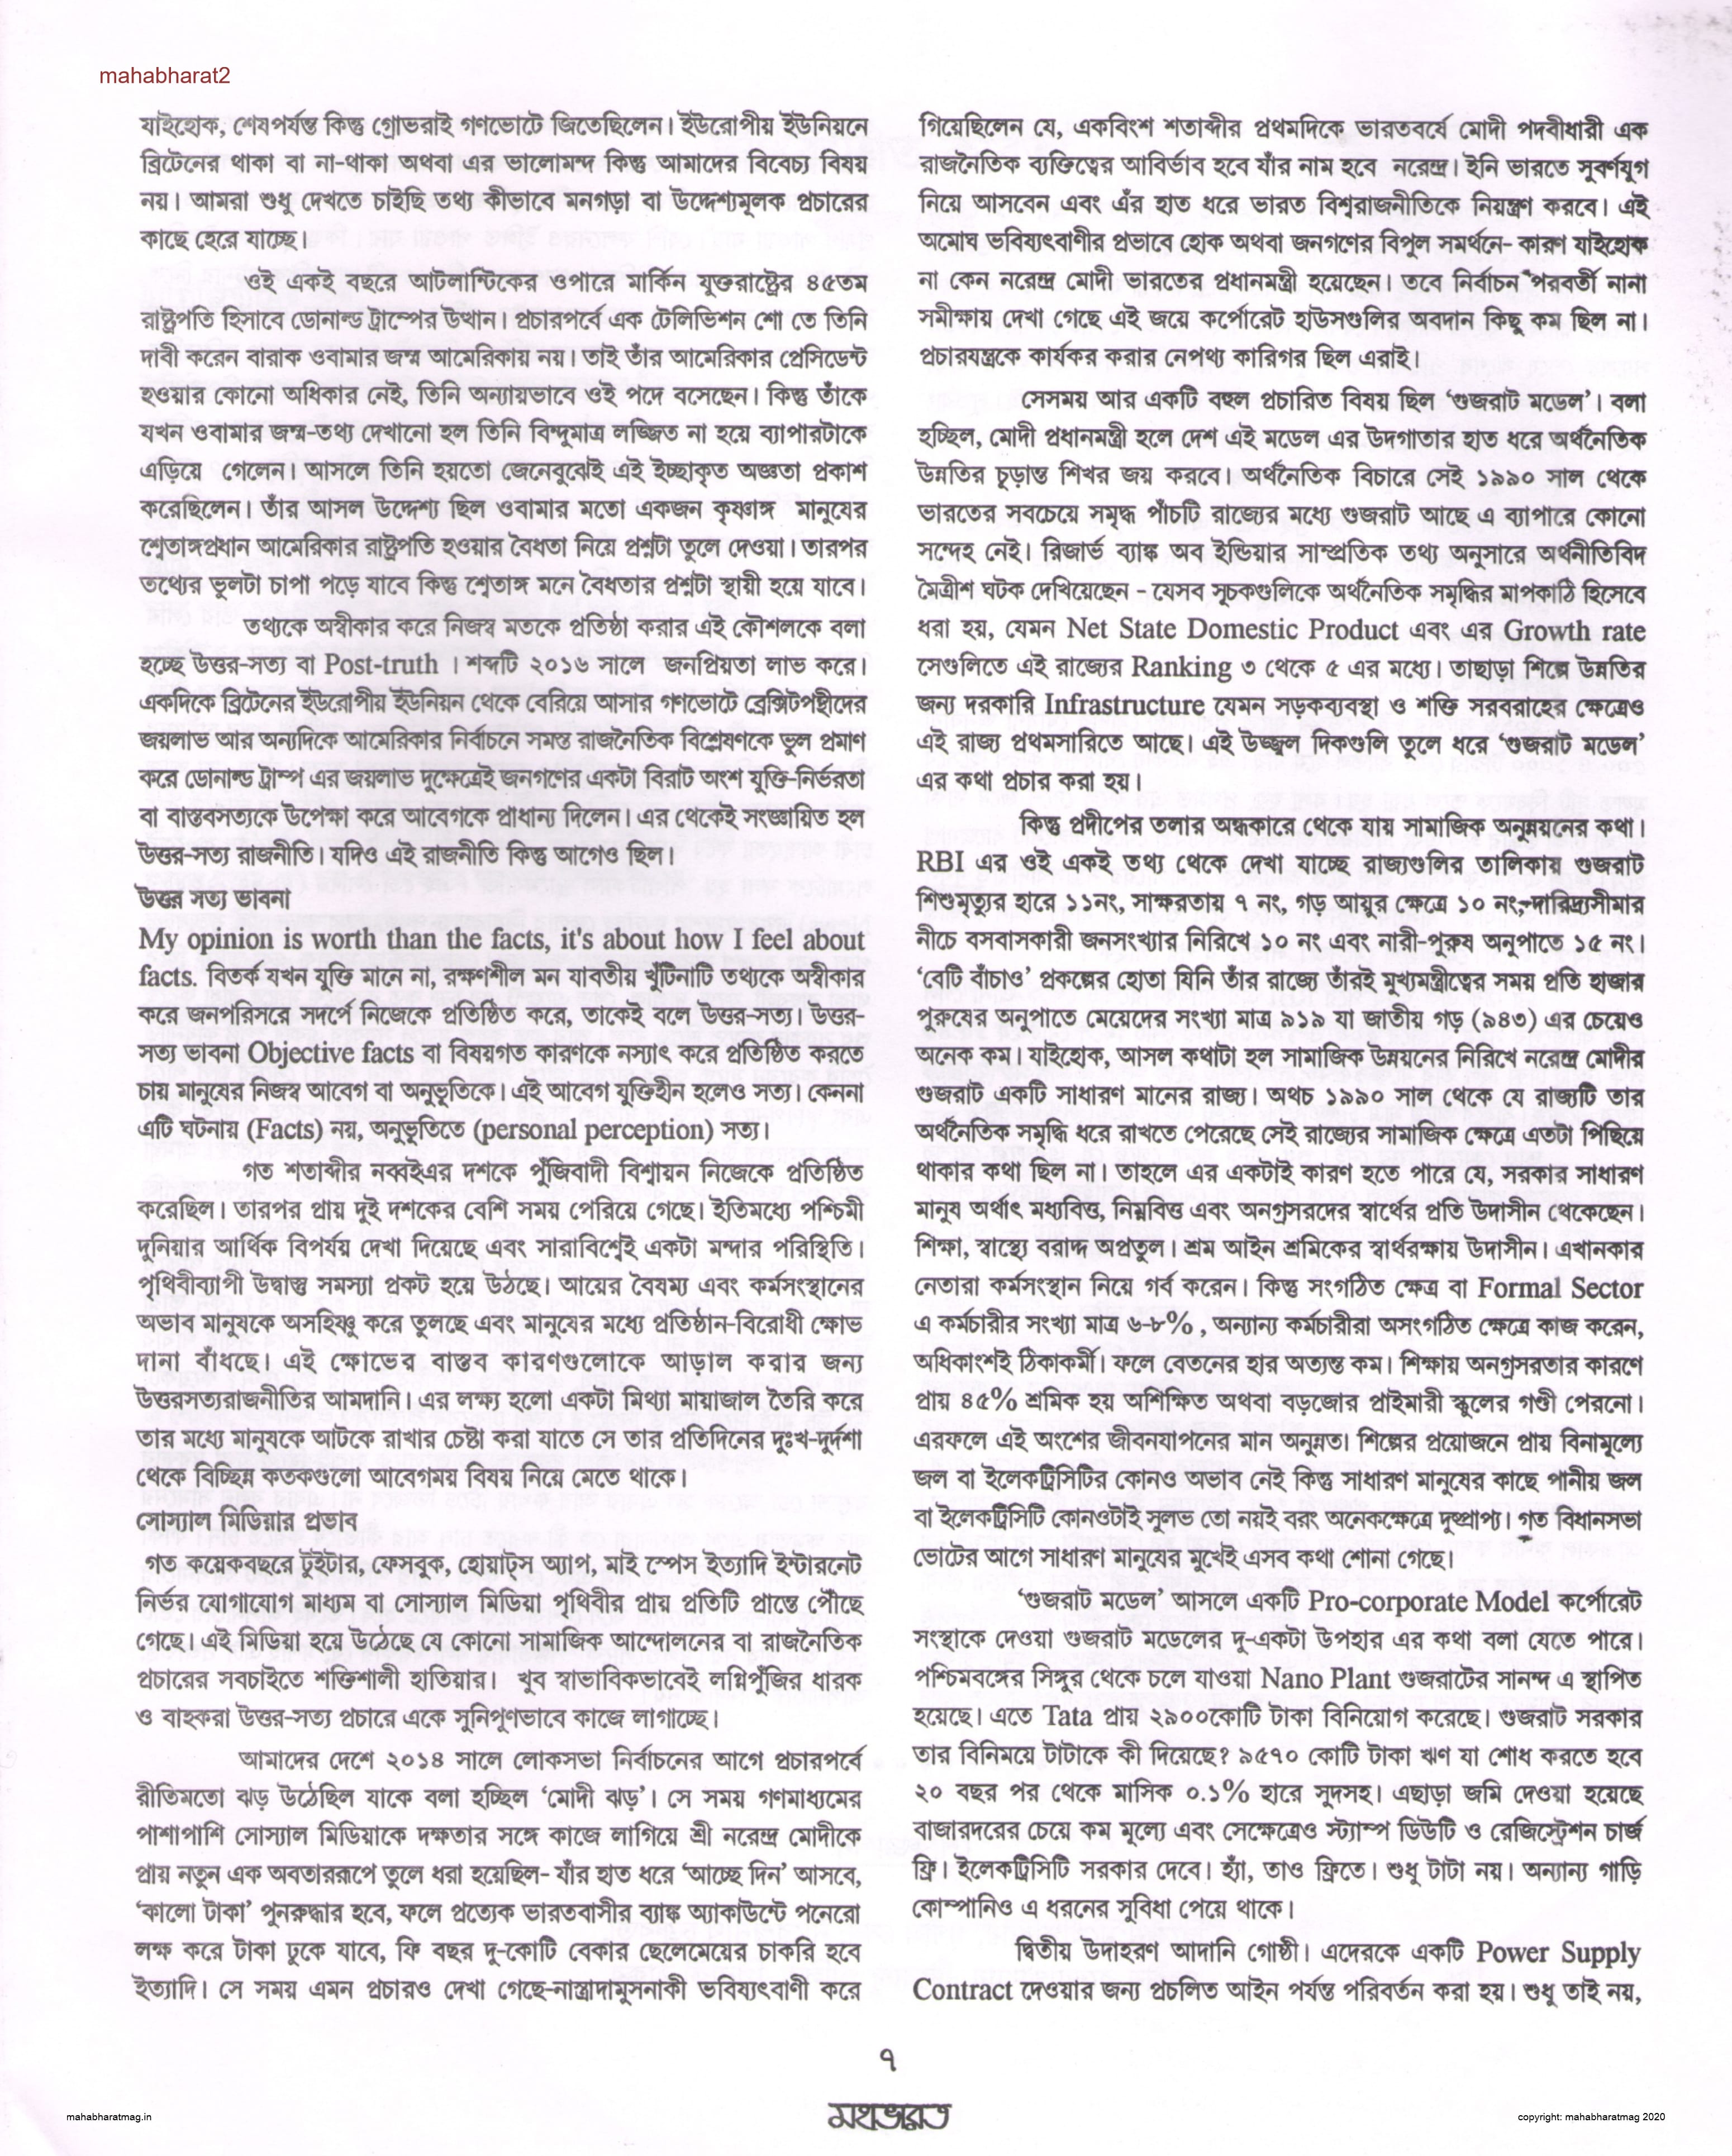 mahabharat2
যাইহোক, শেষপর্যন্ত কিন্তু গ্রোভরাই গণভোটে জিতেছিলেন। ইউরোপীয় ইউনিয়নে
ব্রিটেনের থাকা বা না-থাকা অথবা এর ভালোমন্দ কিন্তু আমাদের বিবেচ্য বিষয়
নয়। আমরা শুধু দেখতে চাইছি তথ্য কীভাবে মনগড়া বা উদ্দেশ্যমূলক প্রচারের
কাছে হেরে যাচ্ছে।
ওই একই বছরে আটলান্টিকের ওপারে মার্কিন যুক্তরাষ্ট্রের ৪৫তম
রাষ্ট্রপতি হিসাবে ডোনাল্ড ট্রাম্পের উত্থান। প্রচারপর্বে এক টেলিভিশন শো তে তিনি
দাবী করেন বারাক ওবামার জন্ম আমেরিকায় নয়। তাই তাঁর আমেরিকার প্রেসিডেন্ট
হওয়ার কোনো অধিকার নেই, তিনি অন্যায়ভাবে ওই পদে বসেছেন। কিন্তু তাঁকে
যখন ওবামার জন্ম-তথ্য দেখানো হল তিনি বিন্দুমাত্র লজ্জিত না হয়ে ব্যাপারটাকে
এড়িয়ে গেলেন। আসলে তিনি হয়তো জেনেবুঝেই এই ইচ্ছাকৃত অজ্ঞতা প্রকাশ
করেছিলেন। তাঁর আসল উদ্দেশ্য ছিল ওবামার মতো একজন কৃষ্ণাঙ্গ মানুষের
শ্বেতাঙ্গপ্রধান আমেরিকার রাষ্ট্রপতি হওয়ার বৈধতা নিয়ে প্রশ্নটা তুলে দেওয়া। তারপর
তথ্যের ভুলটা চাপা পড়ে যাবে কিন্তু শ্বেতাঙ্গ মনে বৈধতার প্রশ্নটা স্থায়ী হয়ে যাবে।
তথ্যকে অস্বীকার করে নিজস্ব মতকে প্রতিষ্ঠা করার এই কৌশলকে বলা
হচ্ছে উত্তর-সত্য বা Post-truth । শব্দটি ২০১৬ সালে জনপ্রিয়তা লাভ করে।
একদিকে ব্রিটেনের ইউরোপীয় ইউনিয়ন থেকে বেরিয়ে আসার গণভোটে ব্রেক্সিটপন্থীদের
জয়লাভ আর অন্যদিকে আমেরিকার নির্বাচনে সমস্ত রাজনৈতিক বিশ্লেষণকে ভুল প্রমাণ
করে ডোনাল্ড ট্রাম্প এর জয়লাভ দুক্ষেত্রেই জনগণের একটা বিরাট অংশ যুক্তি-নির্ভরতা
বা বাস্তবসত্যকে উপেক্ষা করে আবেগকে প্রাধান্য দিলেন। এর থেকেই সংজ্ঞায়িত হল
উত্তর-সত্য রাজনীতি। যদিও এই রাজনীতি কিন্তু আগেও ছিল।
উত্তর সত্য ভাবনা
My opinion is worth than the facts, it's about how I feel about
facts. বিতর্ক যখন যুক্তি মানে না, রক্ষণশীল মন যাবতীয় খুঁটিনাটি তথ্যকে অস্বীকার
করে জনপরিসরে সদর্পে নিজেকে প্রতিষ্ঠিত করে, তাকেই বলে উত্তর-সত্য। উত্তর-
সত্য ভাবনা Objective facts বা বিষয়গত কারণকে নস্যাৎ করে প্রতিষ্ঠিত করতে
চায় মানুষের নিজস্ব আবেগ বা অনুভূতিকে। এই আবেগ যুক্তিহীন হলেও সত্য। কেননা
এটি ঘটনায় (Facts) নয়, অনুভূতিতে (personal perception) সত্য।
গত শতাব্দীর নব্বইএর দশকে পুঁজিবাদী বিশ্বায়ন নিজেকে প্রতিষ্ঠিত
করেছিল। তারপর প্রায় দুই দশকের বেশি সময় পেরিয়ে গেছে। ইতিমধ্যে পশ্চিমী
দুনিয়ার আর্থিক বিপর্যয় দেখা দিয়েছে এবং সারাবিশ্বেই একটা মন্দার পরিস্থিতি।
পৃথিবীব্যাপী উদ্বাস্তু সমস্যা প্রকট হয়ে উঠছে। আয়ের বৈষম্য এবং কর্মসংস্থানের
অভাব মানুষকে অসহিষ্ণু করে তুলছে এবং মানুষের মধ্যে প্রতিষ্ঠান-বিরোধী ক্ষোভ
দানা বাঁধছে। এই ক্ষোভের বাস্তব কারণগুলোকে আড়াল করার জন্য
উত্তরসত্যরাজনীতির আমদানি। এর লক্ষ্য হলো একটা মিথ্যা মায়াজাল তৈরি করে
তার মধ্যে মানুষকে আটকে রাখার চেষ্টা করা যাতে সে তার প্রতিদিনের দুঃখ-দুর্দশা
থেকে বিচ্ছিন্ন কতকগুলো আবেগময় বিষয় নিয়ে মেতে থাকে।
সোস্যাল মিডিয়ার প্রভাব
গত কয়েকবছরে টুইটার, ফেসবুক, হোয়াট্স অ্যাপ, মাই স্পেস ইত্যাদি ইন্টারনেট
নির্ভর যোগাযোগ মাধ্যম বা সোস্যাল মিডিয়া পৃথিবীর প্রায় প্রতিটি প্রান্তে পৌঁছে
গেছে। এই মিডিয়া হয়ে উঠেছে যে কোনো সামাজিক আন্দোলনের বা রাজনৈতিক
প্রচারের সবচাইতে শক্তিশালী হাতিয়ার। খুব স্বাভাবিকভাবেই লগ্নিপুঁজির ধারক
ও বাহকরা উত্তর-সত্য প্রচারে একে সুনিপুণভাবে কাজে লাগাচ্ছে।
আমাদের দেশে ২০১৪ সালে লোকসভা নির্বাচনের আগে প্রচারপর্বে
রীতিমতো ঝড় উঠেছিল যাকে বলা হচ্ছিল ‘মোদী ঝড়’। সে সময় গণমাধ্যমের
পাশাপাশি সোস্যাল মিডিয়াকে দক্ষতার সঙ্গে কাজে লাগিয়ে শ্রী নরেন্দ্র মোদীকে
প্রায় নতুন এক অবতাররূপে তুলে ধরা হয়েছিল- যাঁর হাত ধরে ‘আচ্ছে দিন’ আসবে,
‘কালো টাকা’ পুনরুদ্ধার হবে, ফলে প্রত্যেক ভারতবাসীর ব্যাঙ্ক অ্যাকাউন্টে পনেরো
লক্ষ করে টাকা ঢুকে যাবে, ফি বছর দু-কোটি বেকার ছেলেমেয়ের চাকরি হবে
ইত্যাদি। সে সময় এমন প্রচারও দেখা গেছে-নাস্ত্রাদামুসনাকী ভবিষ্যৎবাণী করে
গিয়েছিলেন যে, একবিংশ শতাব্দীর প্রথমদিকে ভারতবর্ষে মোদী পদবীধারী এক
রাজনৈতিক ব্যক্তিত্বের আবির্ভাব হবে যাঁর নাম হবে নরেন্দ্র। ইনি ভারতে সুবর্ণযুগ
নিয়ে আসবেন এবং এঁর হাত ধরে ভারত বিশ্বরাজনীতিকে নিয়ন্ত্রণ করবে। এই
অমোঘ ভবিষ্যৎবাণীর প্রভাবে হোক অথবা জনগণের বিপুল সমর্থনে- কারণ যাইহোক
না কেন নরেন্দ্র মোদী ভারতের প্রধানমন্ত্রী হয়েছেন। তবে নির্বাচন পরবর্তী নানা
সমীক্ষায় দেখা গেছে এই জয়ে কর্পোরেট হাউসগুলির অবদান কিছু কম ছিল না।
প্রচারযন্ত্রকে কার্যকর করার নেপথ্য কারিগর ছিল এরাই।
সেসময় আর একটি বহুল প্রচারিত বিষয় ছিল ‘গুজরাট মডেল’। বলা
হচ্ছিল, মোদী প্রধানমন্ত্রী হলে দেশ এই মডেল এর উদগাতার হাত ধরে অর্থনৈতিক
উন্নতির চূড়ান্ত শিখর জয় করবে। অর্থনৈতিক বিচারে সেই ১৯৯০ সাল থেকে
ভারতের সবচেয়ে সমৃদ্ধ পাঁচটি রাজ্যের মধ্যে গুজরাট আছে এ ব্যাপারে কোনো
সন্দেহ নেই। রিজার্ভ ব্যাঙ্ক অব ইন্ডিয়ার সাম্প্রতিক তথ্য অনুসারে অর্থনীতিবিদ
মৈত্রীশ ঘটক দেখিয়েছেন - যেসব সূচকগুলিকে অর্থনৈতিক সমৃদ্ধির মাপকাঠি হিসেবে
ধরা হয়, যেমন Net State Domestic Product এবং এর Growth rate
সেগুলিতে এই রাজ্যের Ranking ৩ থেকে ৫ এর মধ্যে। তাছাড়া শিল্পে উন্নতির
জন্য দরকারি Infrastructure যেমন সড়কব্যবস্থা ও শক্তি সরবরাহের ক্ষেত্রেও
এই রাজ্য প্রথমসারিতে আছে। এই উজ্জ্বল দিকগুলি তুলে ধরে ‘গুজরাট মডেল’
এর কথা প্রচার করা হয়।
কিন্তু প্রদীপের তলার অন্ধকারে থেকে যায় সামাজিক অনুন্নয়নের কথা।
RBI এর ওই একই তথ্য থেকে দেখা যাচ্ছে রাজ্যগুলির তালিকায় গুজরাট
শিশুমৃত্যুর হারে ১১নং, সাক্ষরতায় ৭ নং, গড় আয়ুর ক্ষেত্রে ১০ নং, দারিদ্র্যসীমার
নীচে বসবাসকারী জনসংখ্যার নিরিখে ১০ নং এবং নারী-পুরুষ অনুপাতে ১৫ নং।
‘বেটি বাঁচাও’ প্রকল্পের হোতা যিনি তাঁর রাজ্যে তাঁরই মুখ্যমন্ত্রীত্বের সময় প্রতি হাজার
পুরুষের অনুপাতে মেয়েদের সংখ্যা মাত্র ৯১৯ যা জাতীয় গড় (৯৪৩) এর চেয়েও
অনেক কম। যাইহোক, আসল কথাটা হল সামাজিক উন্নয়নের নিরিখে নরেন্দ্র মোদীর
গুজরাট একটি সাধারণ মানের রাজ্য। অথচ ১৯৯০ সাল থেকে যে রাজ্যটি তার
অর্থনৈতিক সমৃদ্ধি ধরে রাখতে পেরেছে সেই রাজ্যের সামাজিক ক্ষেত্রে এতটা পিছিয়ে
থাকার কথা ছিল না। তাহলে এর একটাই কারণ হতে পারে যে, সরকার সাধারণ
মানুষ অর্থাৎ মধ্যবিত্ত, নিম্নবিত্ত এবং অনগ্রসরদের স্বার্থের প্রতি উদাসীন থেকেছেন।
শিক্ষা, স্বাস্থ্যে বরাদ্দ অপ্রতুল। শ্রম আইন শ্রমিকের স্বার্থরক্ষায় উদাসীন। এখানকার
নেতারা কর্মসংস্থান নিয়ে গর্ব করেন। কিন্তু সংগঠিত ক্ষেত্র বা Formal Sector
এ কর্মচারীর সংখ্যা মাত্র ৬-৮% , অন্যান্য কর্মচারীরা অসংগঠিত ক্ষেত্রে কাজ করেন,
অধিকাংশই ঠিকাকর্মী। ফলে বেতনের হার অত্যন্ত কম। শিক্ষায় অনগ্রসরতার কারণে
প্রায় ৪৫% শ্রমিক হয় অশিক্ষিত অথবা বড়জোর প্রাইমারী স্কুলের গণ্ডী পেরনো।
এরফলে এই অংশের জীবনযাপনের মান অনুন্নত। শিল্পের প্রয়োজনে প্রায় বিনামূল্যে
জল বা ইলেকট্রিসিটির কোনও অভাব নেই কিন্তু সাধারণ মানুষের কাছে পানীয় জল
বা ইলেকট্রিসিটি কোনওটাই সুলভ তো নয়ই বরং অনেকক্ষেত্রে দুষ্প্রাপ্য। গত বিধানসভা
ভোটের আগে সাধারণ মানুষের মুখেই এসব কথা শোনা গেছে।
‘গুজরাট মডেল’ আসলে একটি Pro-corporate Model কর্পোরেট
সংস্থাকে দেওয়া গুজরাট মডেলের দু-একটা উপহার এর কথা বলা যেতে পারে।
পশ্চিমবঙ্গের সিঙ্গুর থেকে চলে যাওয়া Nano Plant গুজরাটের সানন্দ এ স্থাপিত
হয়েছে। এতে Tata প্রায় ২৯০০কোটি টাকা বিনিয়োগ করেছে। গুজরাট সরকার
তার বিনিময়ে টাটাকে কী দিয়েছে? ৯৫৭০ কোটি টাকা ঋণ যা শোধ করতে হবে
২০ বছর পর থেকে মাসিক ০.১% হারে সুদসহ। এছাড়া জমি দেওয়া হয়েছে
বাজারদরের চেয়ে কম মূল্যে এবং সেক্ষেত্রেও স্ট্যাম্প ডিউটি ও রেজিস্ট্রেশন চার্জ
ফ্রি। ইলেকট্রিসিটি সরকার দেবে। হ্যাঁ, তাও ফ্রিতে। শুধু টাটা নয়। অন্যান্য গাড়ি
কোম্পানিও এ ধরনের সুবিধা পেয়ে থাকে।
দ্বিতীয় উদাহরণ আদানি গোষ্ঠী। এদেরকে একটি Power Supply
Contract দেওয়ার জন্য প্রচলিত আইন পর্যন্ত পরিবর্তন করা হয়। শুধু তাই নয়,
৭
মহাভারত
mahabharatmag.in
copyright: mahabharatmag 2020